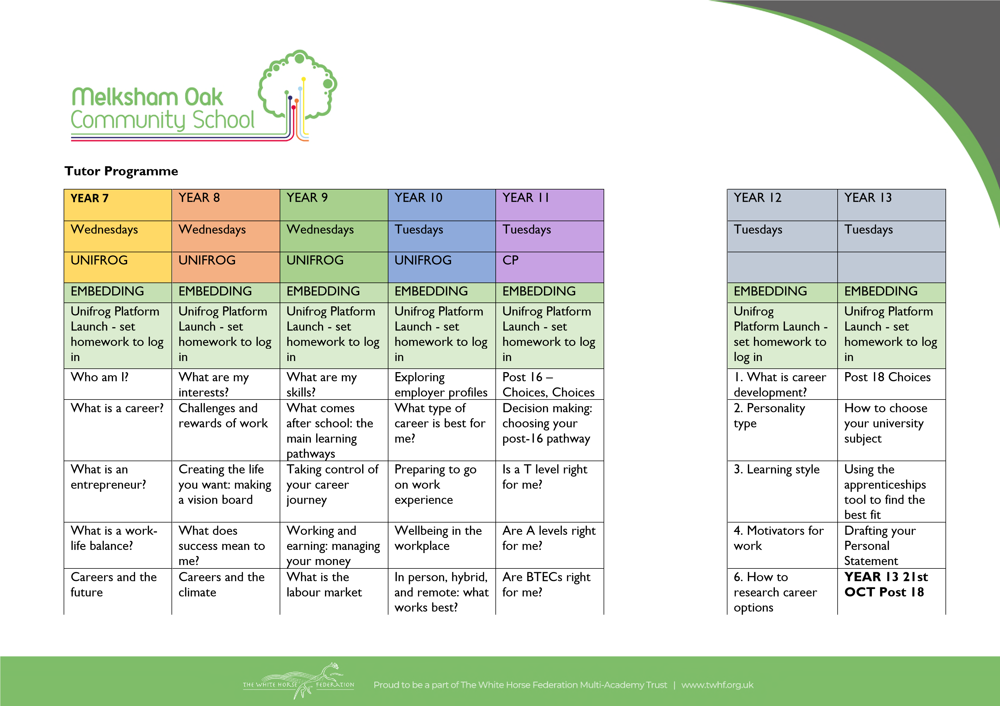 Melksham Oak
Community School
Tutor Programme
YEAR 7
YEAR 8
YEAR 9
YEAR 10
YEAR 11
YEAR 12
YEAR 13
Wednesdays
Wednesdays
Wednesdays
Tuesdays
Tuesdays
Tuesdays
Tuesdays
UNIFROG
UNIFROG
UNIFROG
UNIFROG
CP
EMBEDDING
EMBEDDING
EMBEDDING
EMBEDDING
EMBEDDING
EMBEDDING
EMBEDDING
Unifrog Platform
Launch - set
homework to log
in
Unifrog Platform
Launch - set
homework to log
in
Unifrog Platform
Launch - set
homework to log
in
Unifrog Platform
Launch - set
homework to log
in
Unifrog Platform
Launch - set
homework to log
in
Unifrog
Platform Launch -
set homework to
log in
Unifrog Platform
Launch - set
homework to log
in
Who am I?
What are my
interests?
What are my
skills?
Exploring
employer profiles
Post 16 –
Choices, Choices
1. What is career
development?
Post 18 Choices
What is a career?
Challenges and
rewards of work
What comes
after school: the
main learning
pathways
What type of
career is best for
me?
Decision making:
choosing your
post-16 pathway
2. Personality
type
How to choose
your university
subject
What is an
entrepreneur?
Creating the life
you want: making
a vision board
Taking control of
your career
journey
Preparing to go
on work
experience
Is a T level right
for me?
3. Learning style
Using the
apprenticeships
tool to find the
best fit
What is a work-
life balance?
What does
success mean to
me?
Working and
earning: managing
your money
Wellbeing in the
workplace
Are A levels right
for me?
4. Motivators for
work
Drafting your
Personal
Statement
Careers and the
future
Careers and the
climate
What is the
labour market
In person, hybrid,
and remote: what
works best?
Are BTECs right
for me?
6. How to
research career
options
YEAR 13 21st
OCT Post 18
THE WHITE HORSE FEDERATION
Proud to be a part of The White Horse Federation Multi-Academy Trust | www.twhf.org.uk